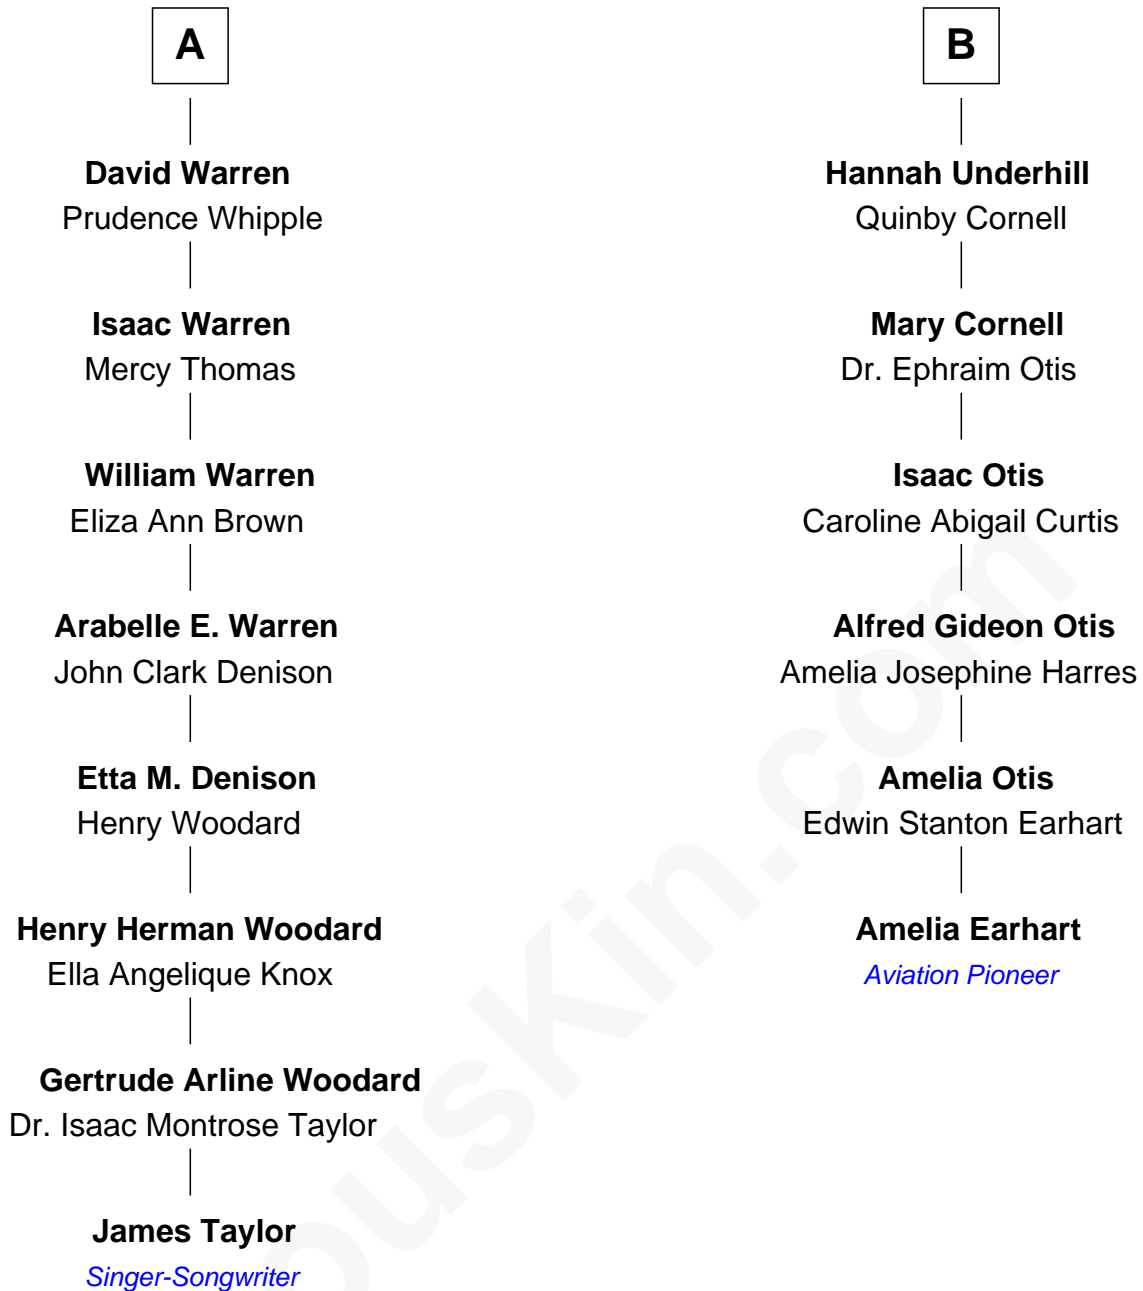 A
David Warren
Prudence Whipple
Isaac Warren
Mercy Thomas
William Warren
Eliza Ann Brown
Arabelle E. Warren
John Clark Denison
Etta M. Denison
Henry Woodard
Henry Herman Woodard
Ella Angelique Knox
Gertrude Arline Woodard
Dr. Isaac Montrose Taylor
James Taylor
Singer-Songwriter
B
Hannah Underhill
Quinby Cornell
Mary Cornell
Dr. Ephraim Otis
Isaac Otis
Caroline Abigail Curtis
Alfred Gideon Otis
Amelia Josephine Harres
Amelia Otis
Edwin Stanton Earhart
Amelia Earhart
Aviation Pioneer
ousKin.com